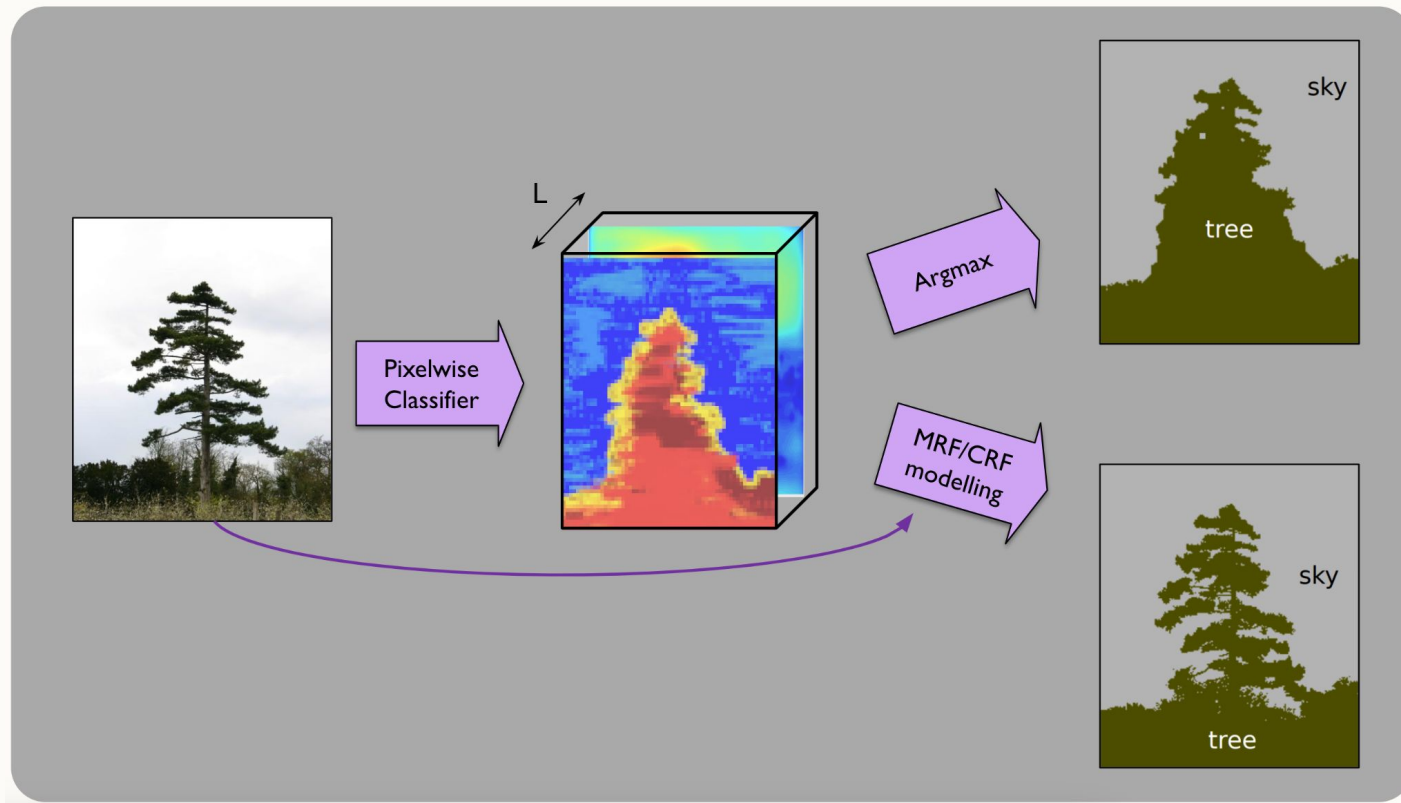 L
Pixelwise
Classifier
Argmax
sky
tree
MRF/CRF
modelling
sky
tree